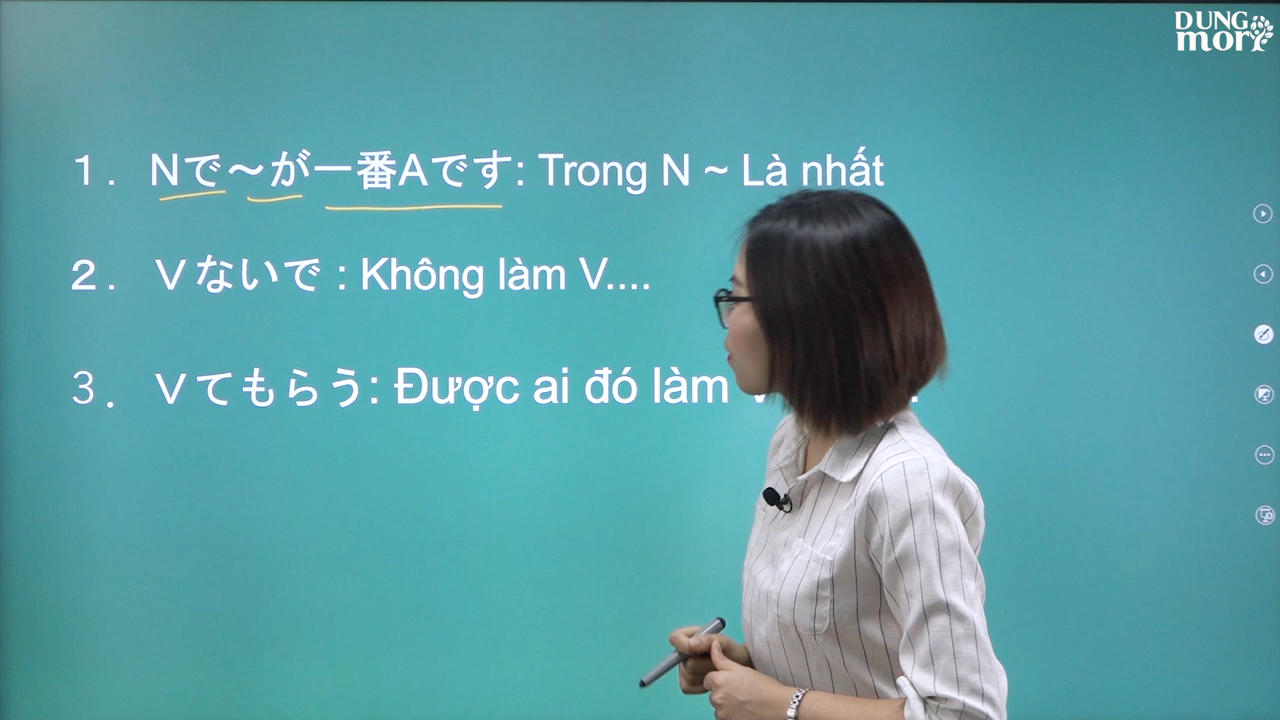 DUNG
mori
１. Nで～が一番Aです: Trong N ~ Là nhất
２. Ｖないで : Không làm V....
３. Ｖてもらう: Được ai đó làm